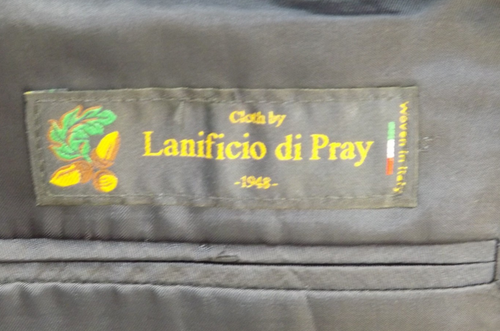 Cloth by
Lanificio di Pray
-1948-
Woven in Italy